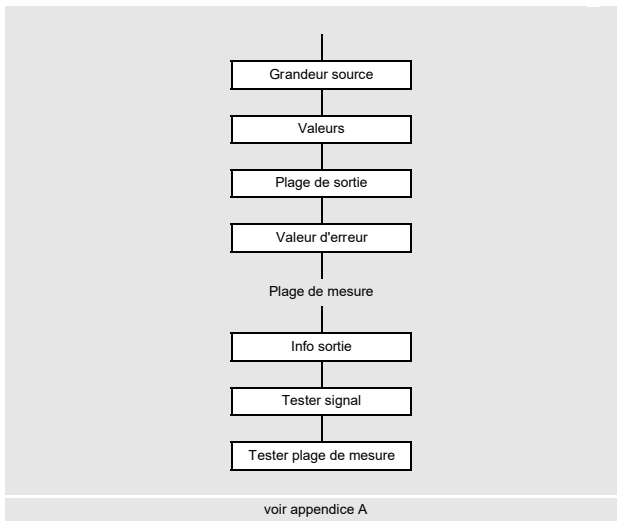 Grandeur source
Valeurs
Plage de sortie
Valeur d'erreur
Plage de mesure
Info sortie
Tester signal
Tester plage de mesure
voir appendice A